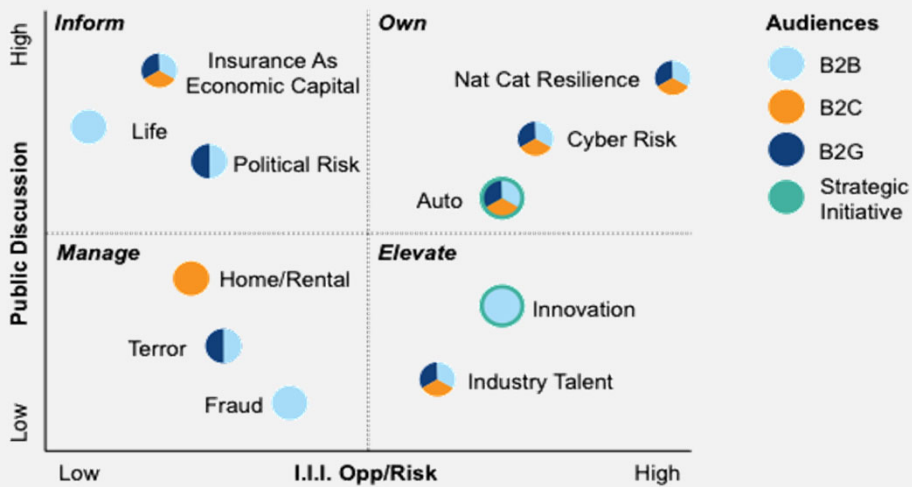 Inform
Own
Audiences
High
Insurance As
Economic Capital
Nat Cat Resilience
B2B
B2C
Life
Cyber Risk
B2G
Political Risk
Auto
Strategic
Initiative
Public Discussion
Manage
Elevate
Home/Rental
Innovation
Terror
Industry Talent
Fraud
Low
Low
I.I.I. Opp/Risk
High